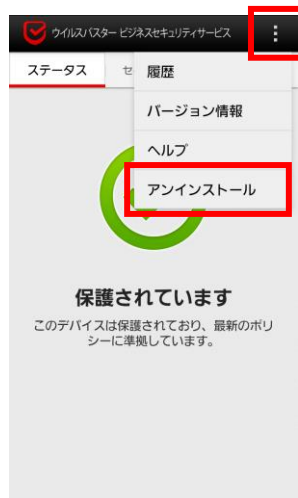 ウイルスバスター ビジネスセキュリティサービス
ステータス
セ
履歴
バージョン情報
ヘルプ
アンインストール
保護されています
このデバイスは保護されており、最新のポリ
シーに準拠しています。